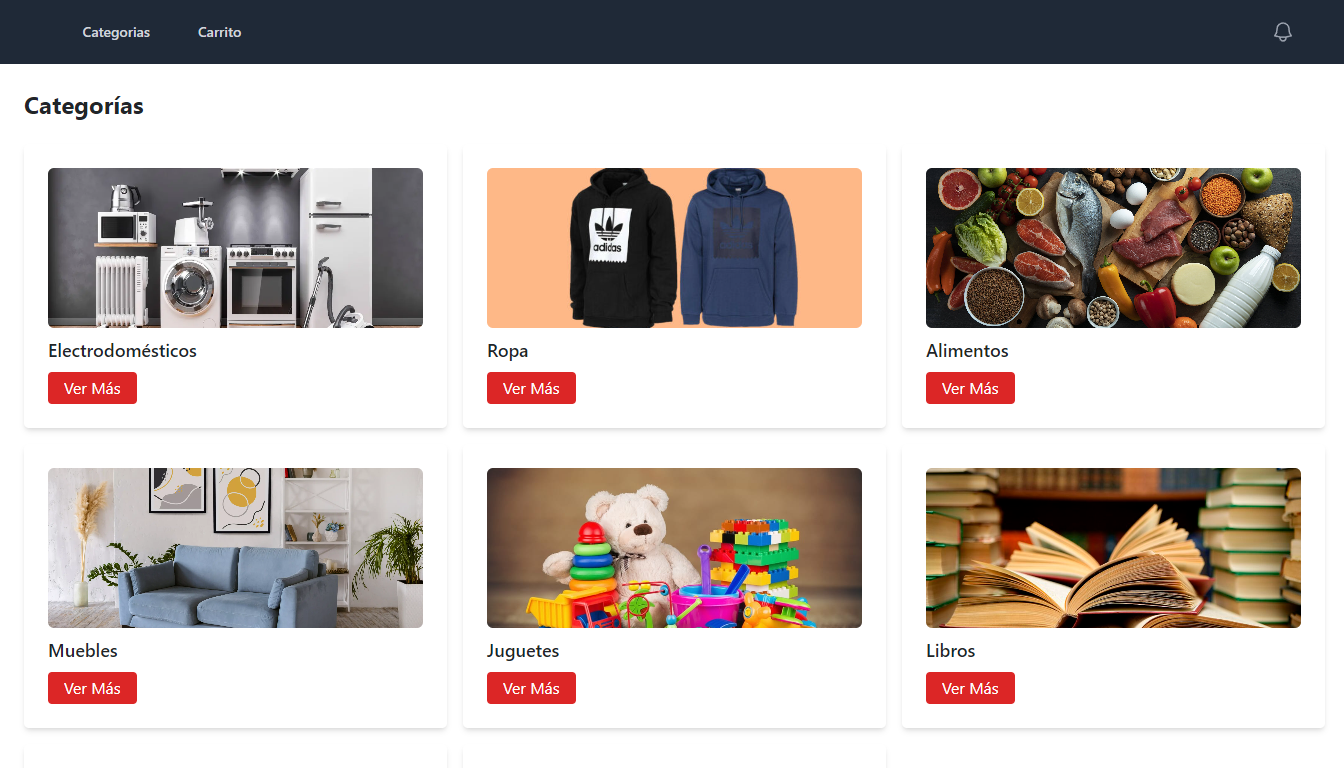 Categorias Carrito
Categorías
adidas
Electrodomésticos
Ropa
Alimentos
Ver Más
Ver Más
Ver Más
Muebles
Juguetes
Libros
Ver Más
Ver Más
Ver Más